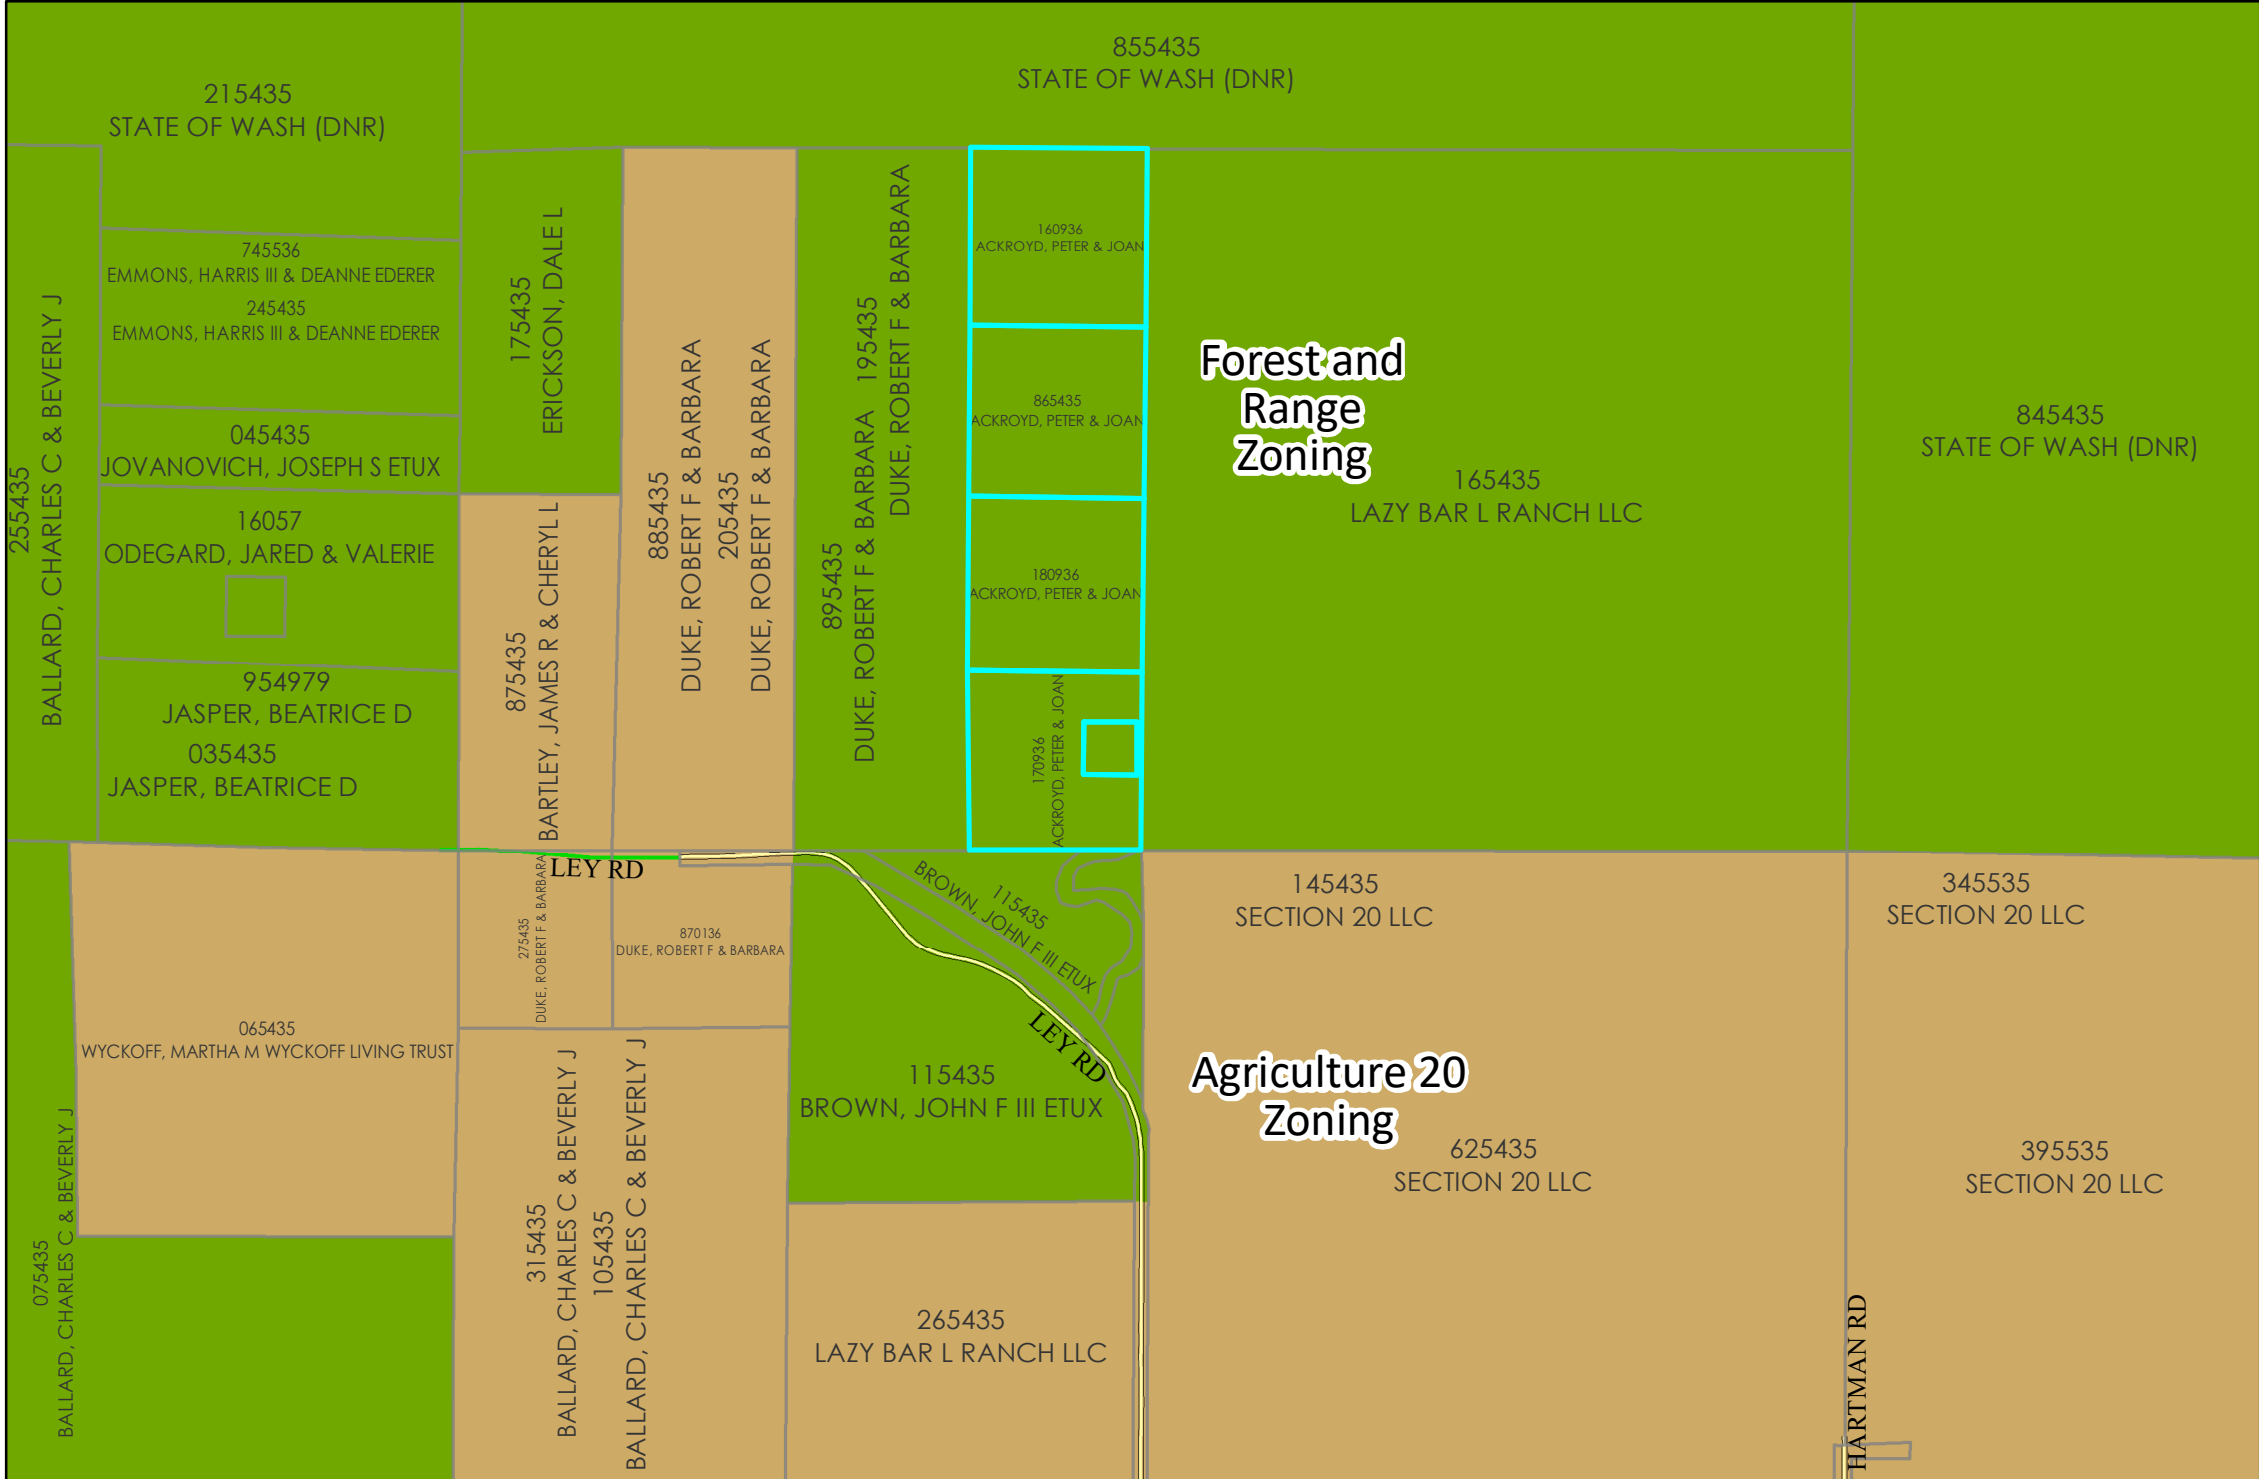 855435
STATE OF WASH (DNR)
215435
STATE OF WASH (DNR)
745536
EMMONS, HARRIS III & DEANNE EDERER
245435
EMMONS, HARRIS III & DEANNE EDERER
255435
BALLARD, CHARLES C & BEVERLY J
045435
JOVANOVICH, JOSEPH S ETUX
16057
ODEGARD, JARED & VALERIE
954979
JASPER, BEATRICE D
035435
JASPER, BEATRICE D
175435
ERICKSON, DALE L
875435
BARTLEY, JAMES R & CHERYL L
885435
DUKE, ROBERT F & BARBARA
205435
DUKE, ROBERT F & BARBARA
895435
DUKE, ROBERT F & BARBARA
195435
DUKE, ROBERT F & BARBARA
160936
ACKROYD, PETER & JOAN
865435
ACKROYD, PETER & JOAN
180936
ACKROYD, PETER & JOAN
170936
ACKROYD, PETER & JOAN
Forest and
Range
Zoning
165435
LAZY BAR L RANCH LLC
845435
STATE OF WASH (DNR)
LEY RD
275435
DUKE, ROBERT F & BARBARA
870136
DUKE, ROBERT F & BARBARA
115435
BROWN, JOHN F III ETUX
145435
SECTION 20 LLC
345535
SECTION 20 LLC
065435
WYCKOFF, MARTHA M WYCKOFF LIVING TRUST
LEY RD
115435
BROWN, JOHN F III ETUX
Agriculture 20
Zoning
625435
SECTION 20 LLC
395535
SECTION 20 LLC
075435
BALLARD, CHARLES C & BEVERLY J
315435
BALLARD, CHARLES C & BEVERLY J
105435
BALLARD, CHARLES C & BEVERLY J
265435
LAZY BAR L RANCH LLC
HARTMAN RD